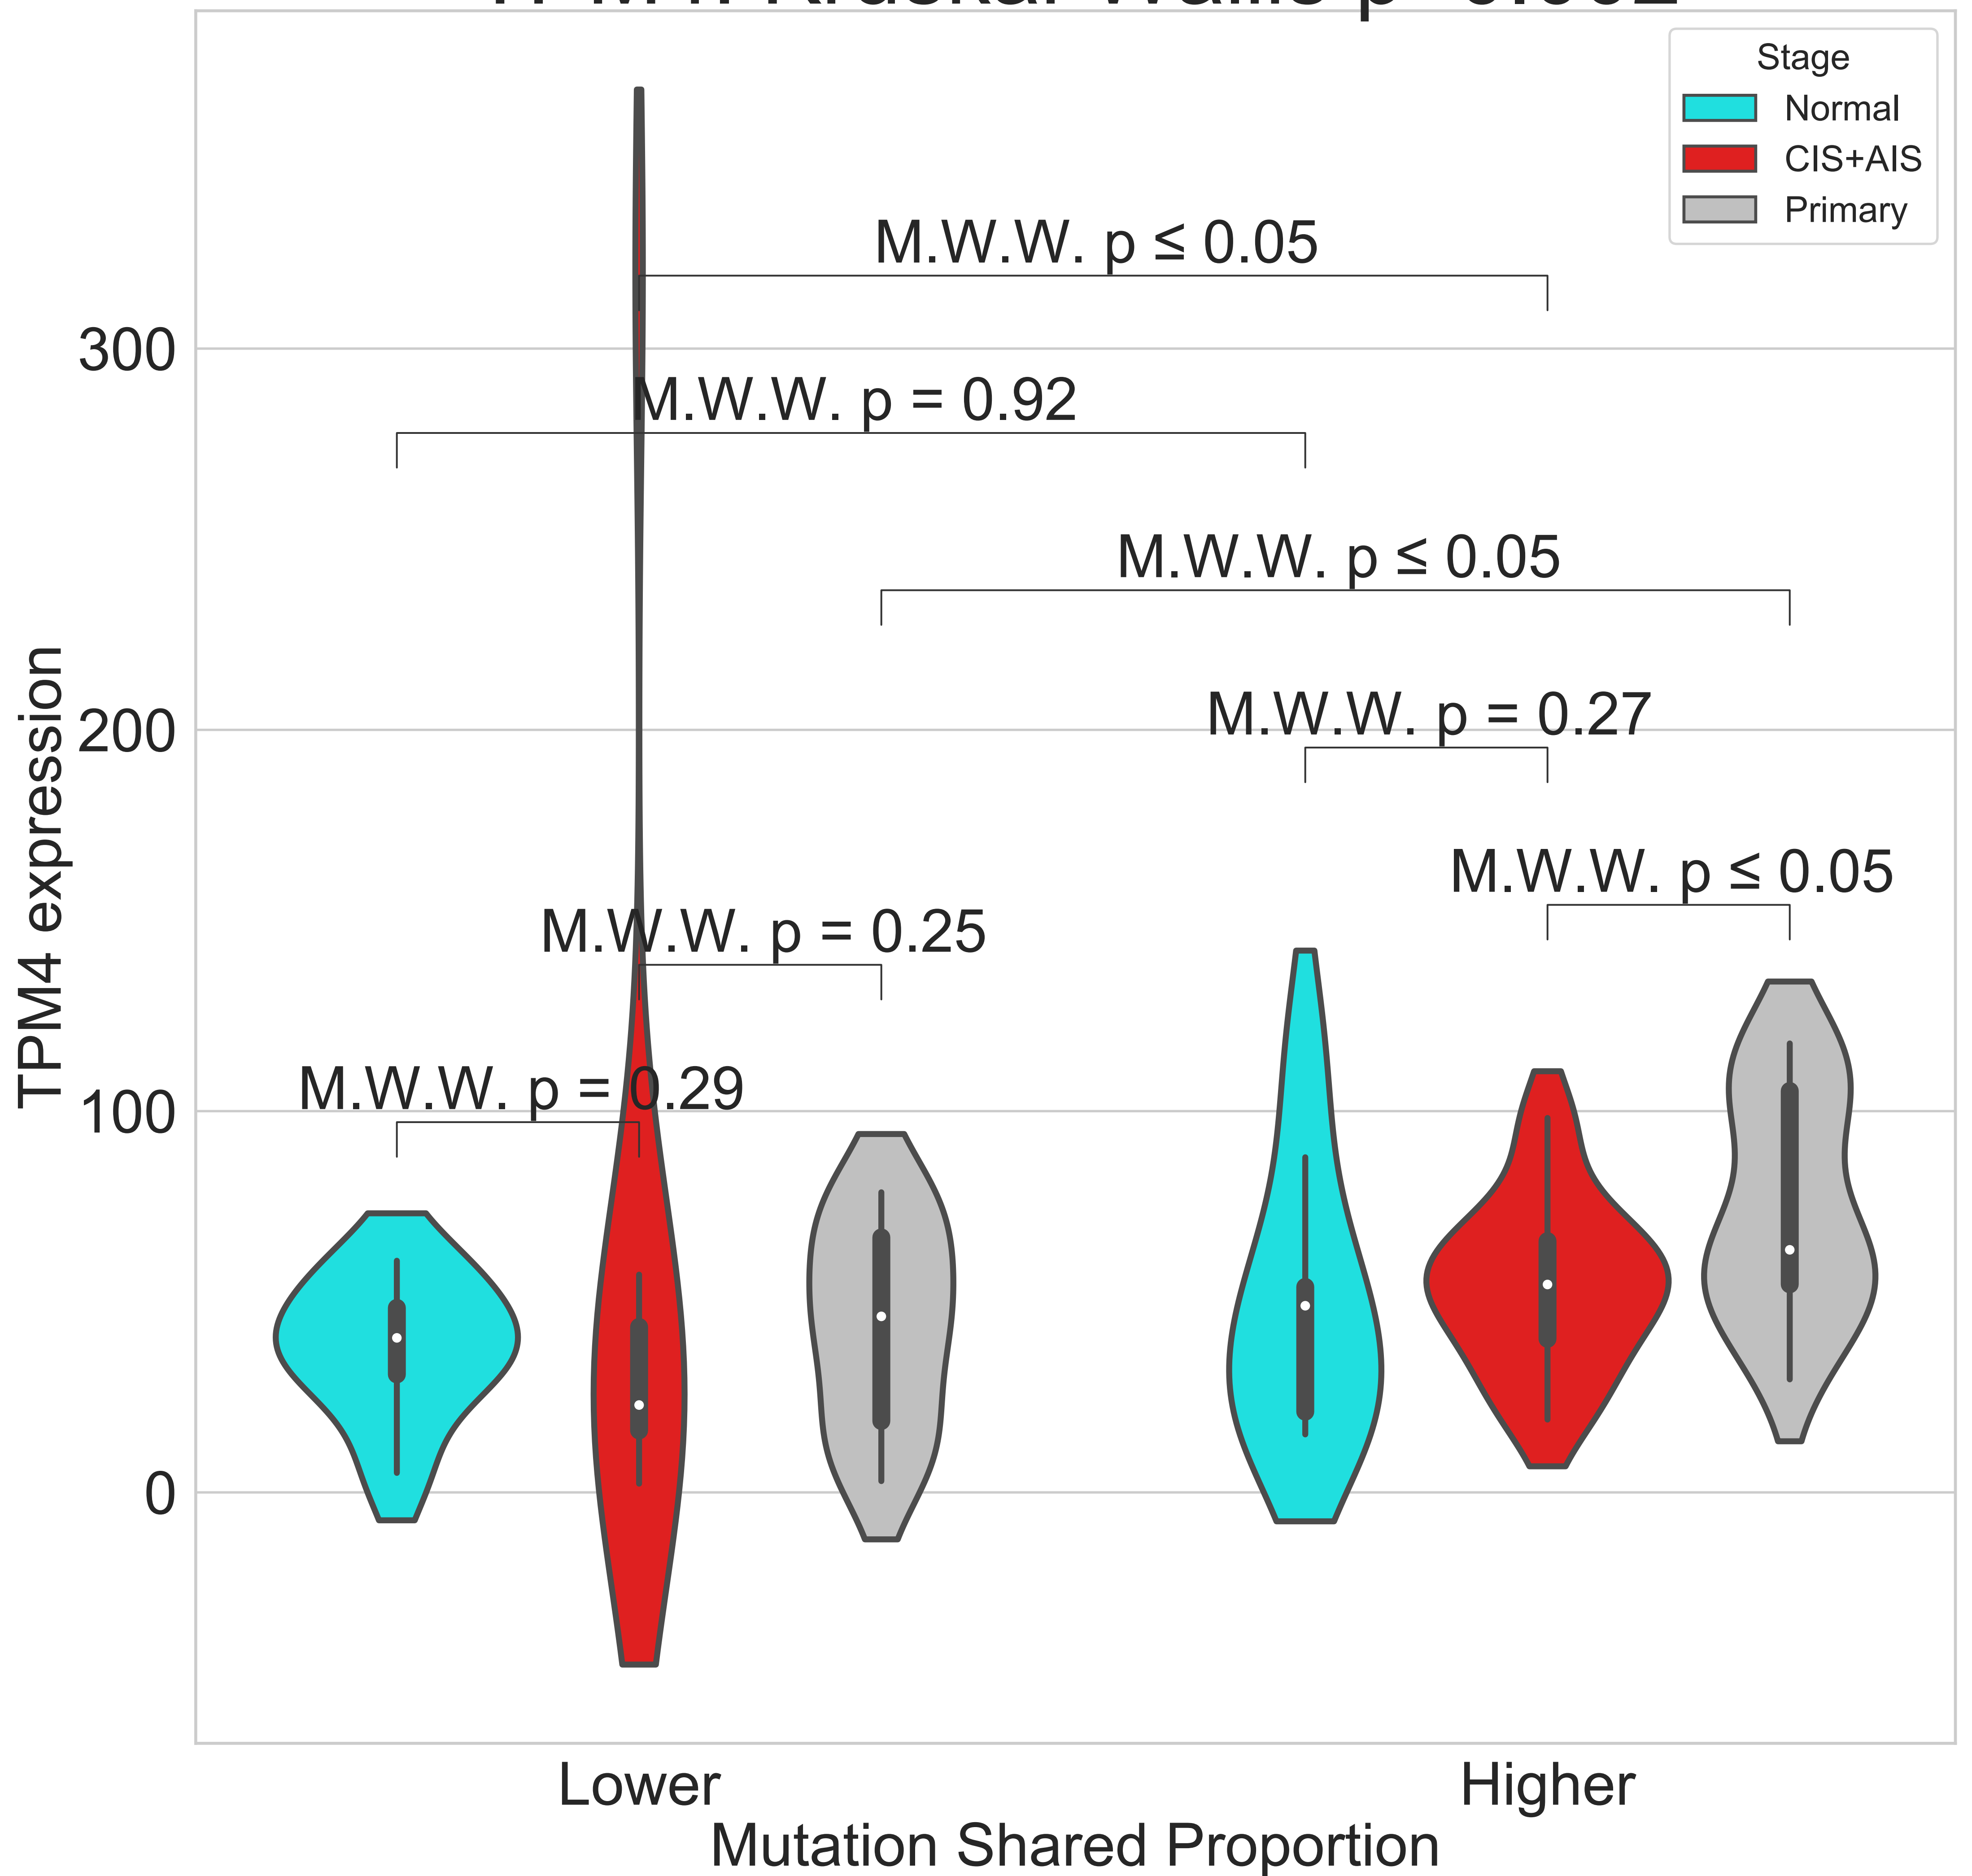 Stage
Normal
CIS+AIS
Primary
M.W.W. p ≤ 0.05
300
M.W.W. p = 0.92
M.W.W. p ≤ 0.05
200
M.W.W. p = 0.27
M.W.W. p ≤ 0.05
M.W.W. p = 0.25
M.W.W. p = 0.29
100
0
TPM4 expression
Lower
Higher
Mutation Shared Proportion